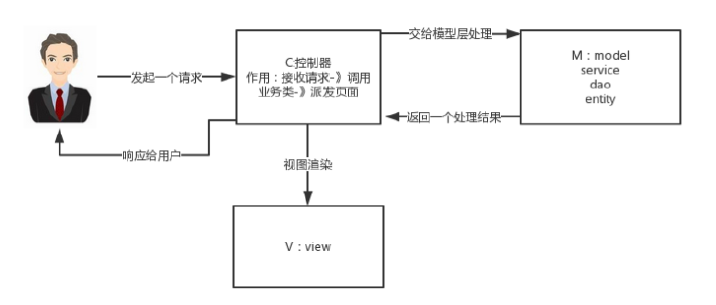 交给模型层处理
C控制器
作用：接收请求-》调用
业务类-》派发页面
M：model
service
dao
entity
发起一个请求
返回一个处理结果
响应给用户
视图渲染
V：view